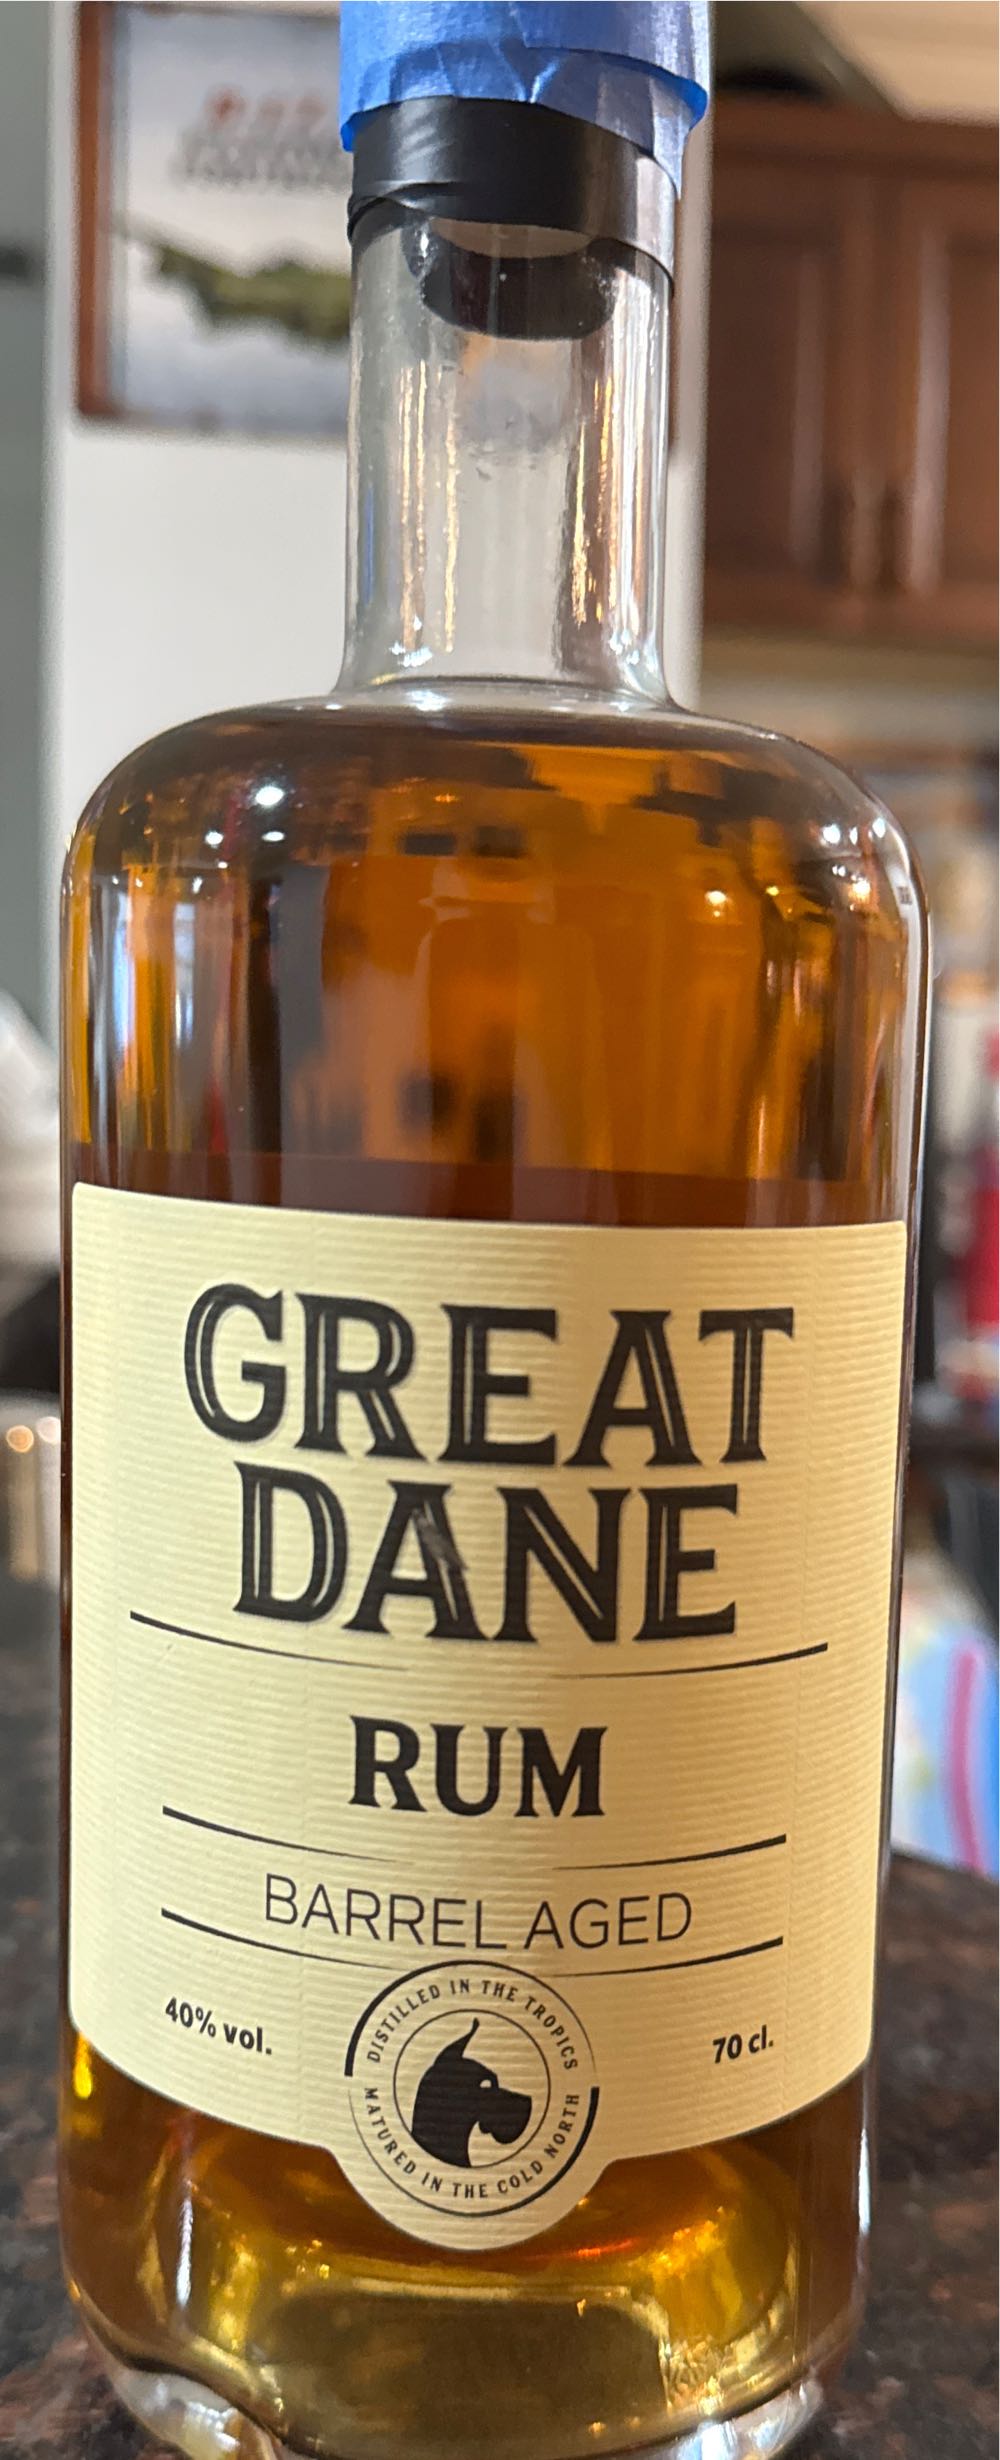 GREAT
DANE
RUM
BARREL AGED
40% vol.
DISTILLED IN THE TROPICS
MATURED IN THE COLD NORTH
70 cl.